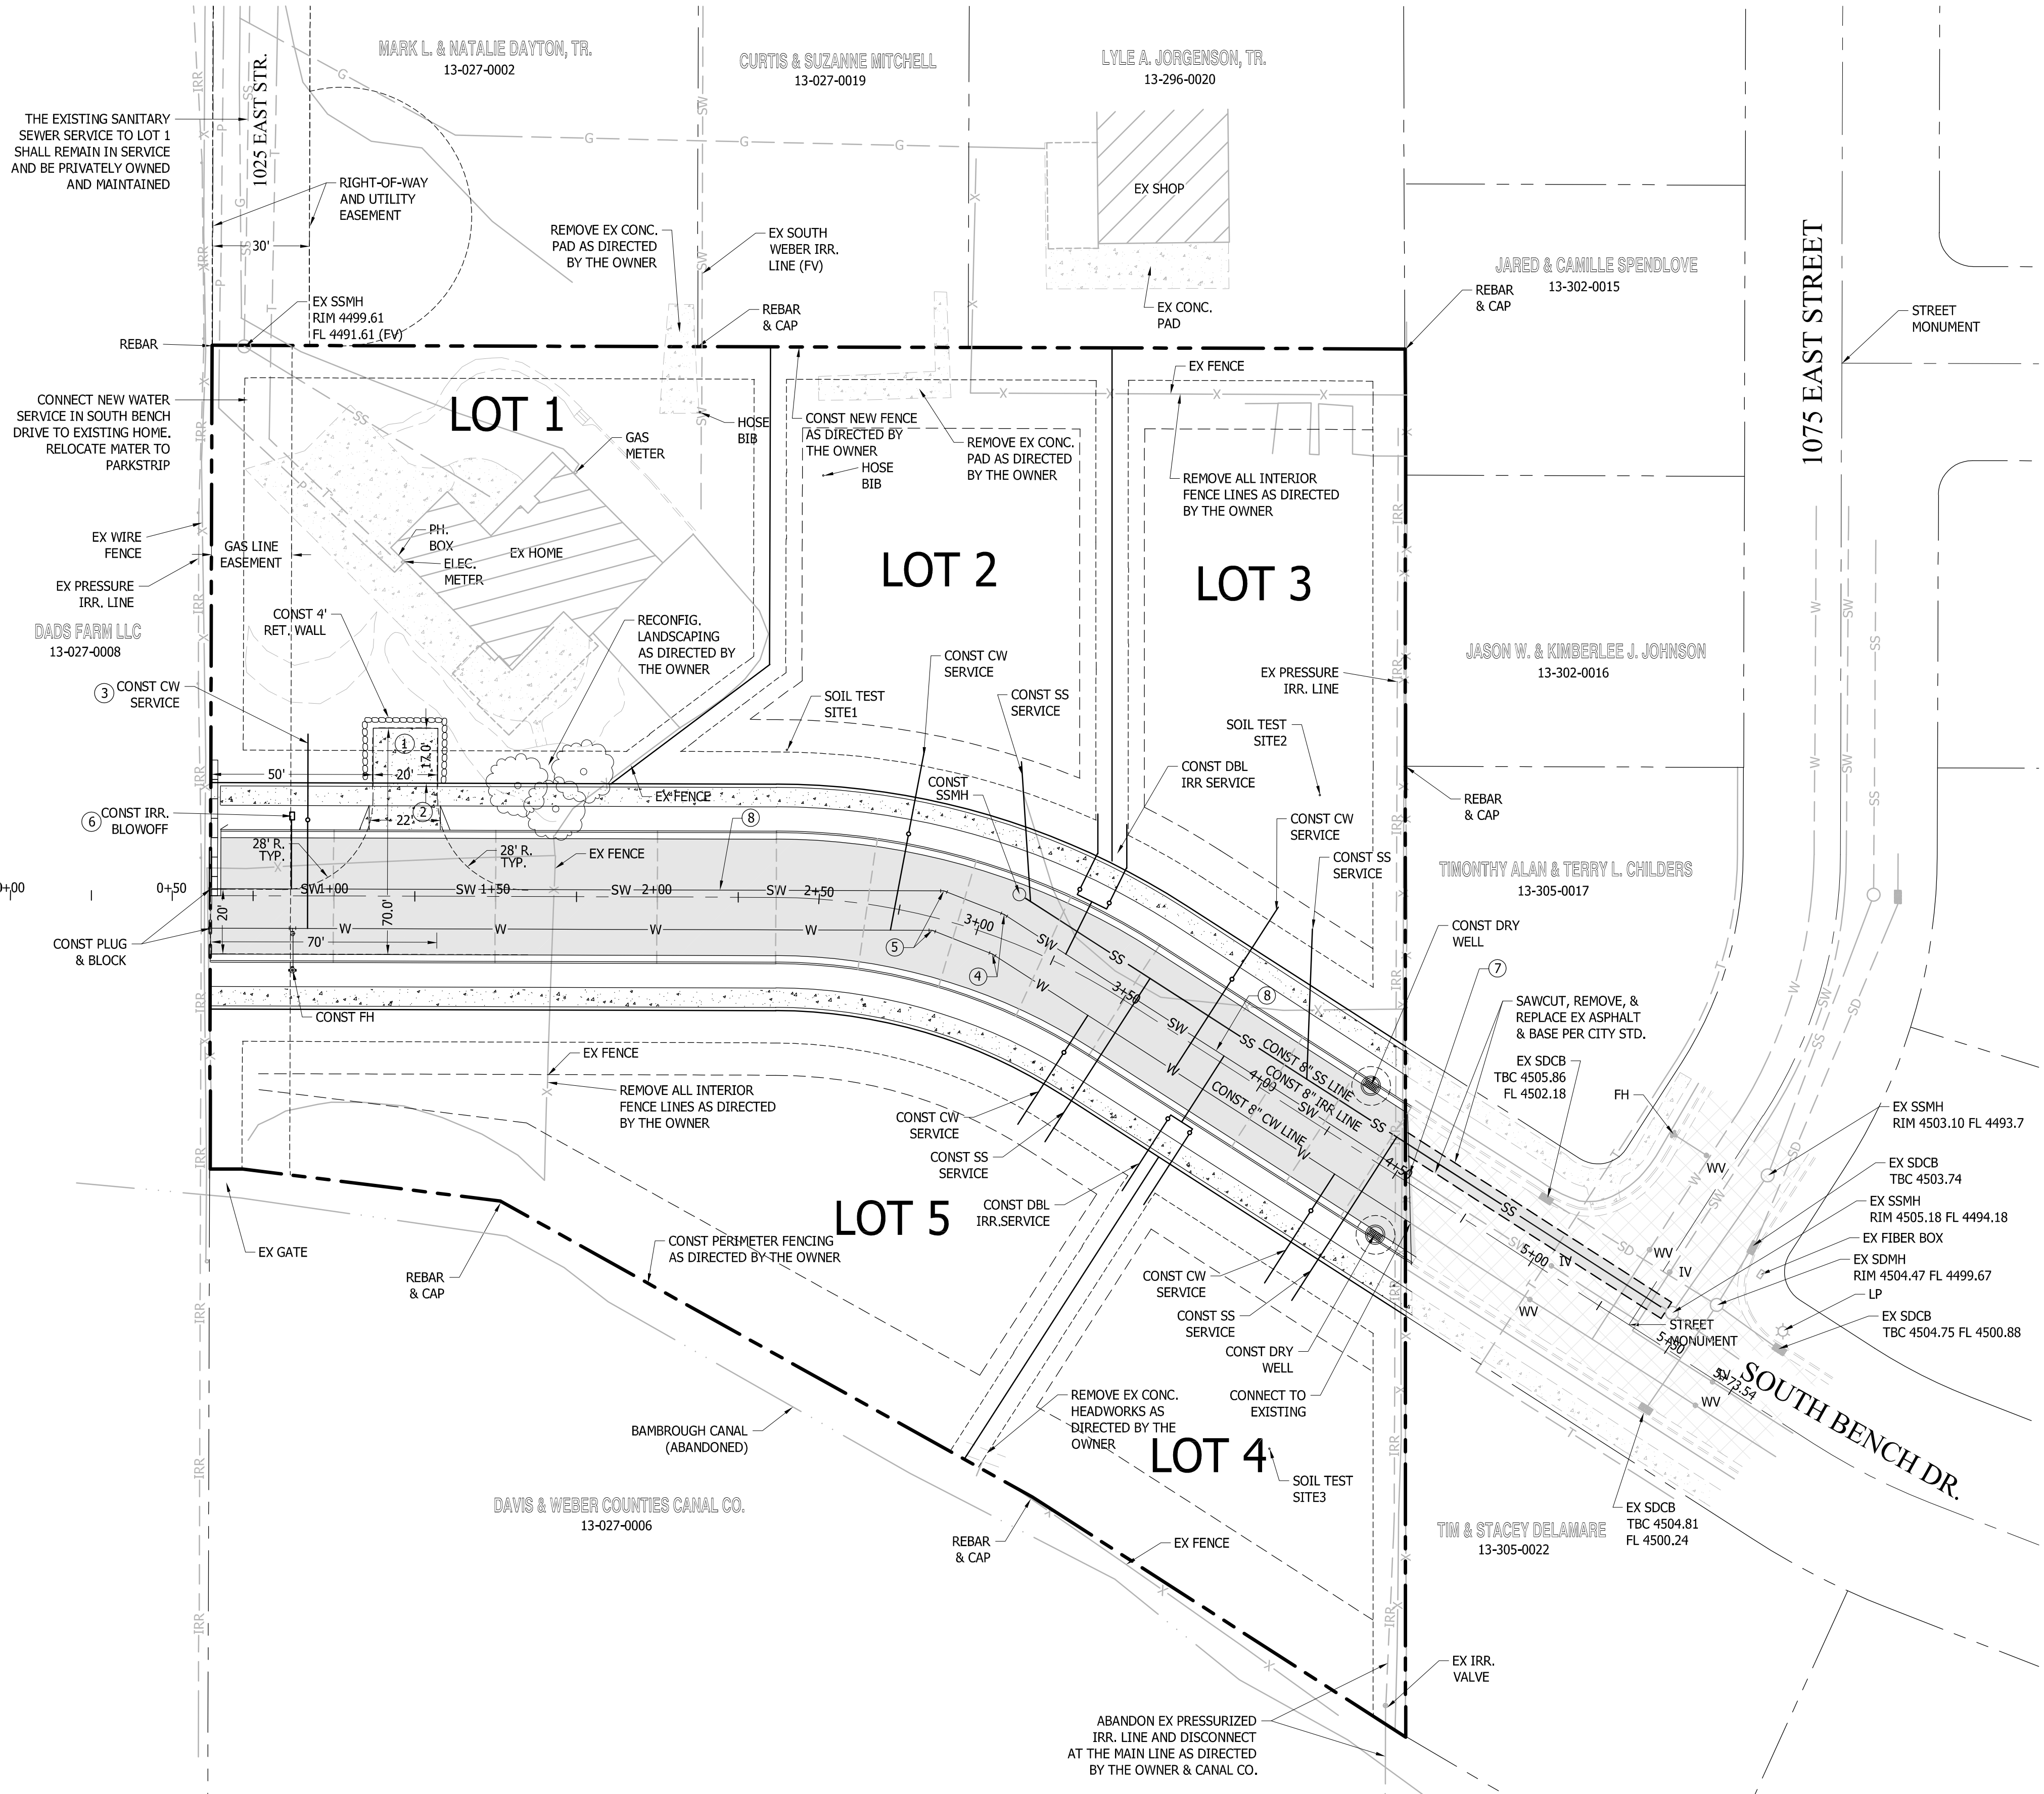 MARK L. & NATALIE DAYTON, TR.
13-027-0002
CURTIS & SUZANNE MITCHELL
13-027-0019
LYLE A. JORGENSON, TR.
13-296-0020
1025 EAST STR.
THE EXISTING SANITARY
SEWER SERVICE TO LOT 1
SHALL REMAIN IN SERVICE
AND BE PRIVATELY OWNED
AND MAINTAINED
RIGHT-OF-WAY
AND UTILITY
EASEMENT
30'
EX SSMH
RIM 4499.61
FL 4491.61 (FV)
REMOVE EX CONC.
PAD AS DIRECTED
BY THE OWNER
EX SOUTH
WEBER IRR.
LINE (FV)
REBAR
& CAP
EX SHOP
EX CONC.
PAD
JARED & CAMILLE SPENDLOVE
13-302-0015
REBAR
& CAP
1075 EAST STREET
STREET
MONUMENT
REBAR
CONNECT NEW WATER
SERVICE IN SOUTH BENCH
DRIVE TO EXISTING HOME.
RELOCATE MATER TO
PARKSTRIP
LOT 1
GAS
METER
HOSE
BIB
CONST NEW FENCE
AS DIRECTED BY
THE OWNER
HOSE
BIB
REMOVE EX CONC.
PAD AS DIRECTED
BY THE OWNER
EX FENCE
REMOVE ALL INTERIOR
FENCE LINES AS DIRECTED
BY THE OWNER
EX WIRE
FENCE
GAS LINE
EASEMENT
PH.
BOX
EX HOME
ELEC.
METER
LOT 2
LOT 3
EX PRESSURE
IRR. LINE
DADS FARM LLC
13-027-0008
CONST 4'
RET. WALL
RECONFIG.
LANDSCAPING
AS DIRECTED BY
THE OWNER
JASON W. & KIMBERLEE J. JOHNSON
13-302-0016
3 CONST CW
SERVICE
SOIL TEST
SITE1
CONST CW
SERVICE
CONST SS
SERVICE
EX PRESSURE
IRR. LINE
SOIL TEST
SITE2
1
17.0'
50'
20'
2
22'
EX FENCE
CONST
SSMH
CONST DBL
IRR SERVICE
REBAR
& CAP
6 CONST IRR.
BLOWOFF
28' R.
TYP.
28' R.
TYP.
EX FENCE
8
CONST CW
SERVICE
CONST SS
SERVICE
TIMONTHY ALAN & TERRY L. CHILDERS
13-305-0017
0+00
0+50
SW 1+00
SW 1+50
SW 2+00
SW 2+50
3+00
3+50
4+00
4+50
5+00
5+50
5+73.54
20'
70'
70.0'
W W W W
CONST PLUG
& BLOCK
5
4
8
CONST DRY
WELL
7
SAWCUT, REMOVE, &
REPLACE EX ASPHALT
& BASE PER CITY STD.
CONST FH
CONST 8" SS LINE
CONST 8" IRR LINE
CONST 8" CW LINE
EX SDCB
TBC 4505.86
FL 4502.18
FH
EX SSMH
RIM 4503.10 FL 4493.7
EX FENCE
REMOVE ALL INTERIOR
FENCE LINES AS DIRECTED
BY THE OWNER
CONST CW
SERVICE
CONST SS
SERVICE
CONST DBL
IRR.SERVICE
LOT 5
WV
EX SDCB
TBC 4503.74
EX SSMH
RIM 4505.18 FL 4494.18
EX FIBER BOX
EX SDMH
RIM 4504.47 FL 4499.67
LP
EX SDCB
TBC 4504.75 FL 4500.88
WV
IV
IV
WV
WV
STREET
MONUMENT
EX GATE
REBAR
& CAP
CONST PERIMETER FENCING
AS DIRECTED BY THE OWNER
CONST CW
SERVICE
CONST SS
SERVICE
CONST DRY
WELL
CONNECT TO
EXISTING
SOUTH BENCH DR.
BAMBROUGH CANAL
(ABANDONED)
REMOVE EX CONC.
HEADWORKS AS
DIRECTED BY THE
OWNER
LOT 4
SOIL TEST
SITE3
DAVIS & WEBER COUNTIES CANAL CO.
13-027-0006
REBAR
& CAP
EX FENCE
TIM & STACEY DELAMARE
13-305-0022
EX SDCB
TBC 4504.81
FL 4500.24
EX IRR.
VALVE
ABANDON EX PRESSURIZED
IRR. LINE AND DISCONNECT
AT THE MAIN LINE AS DIRECTED
BY THE OWNER & CANAL CO.